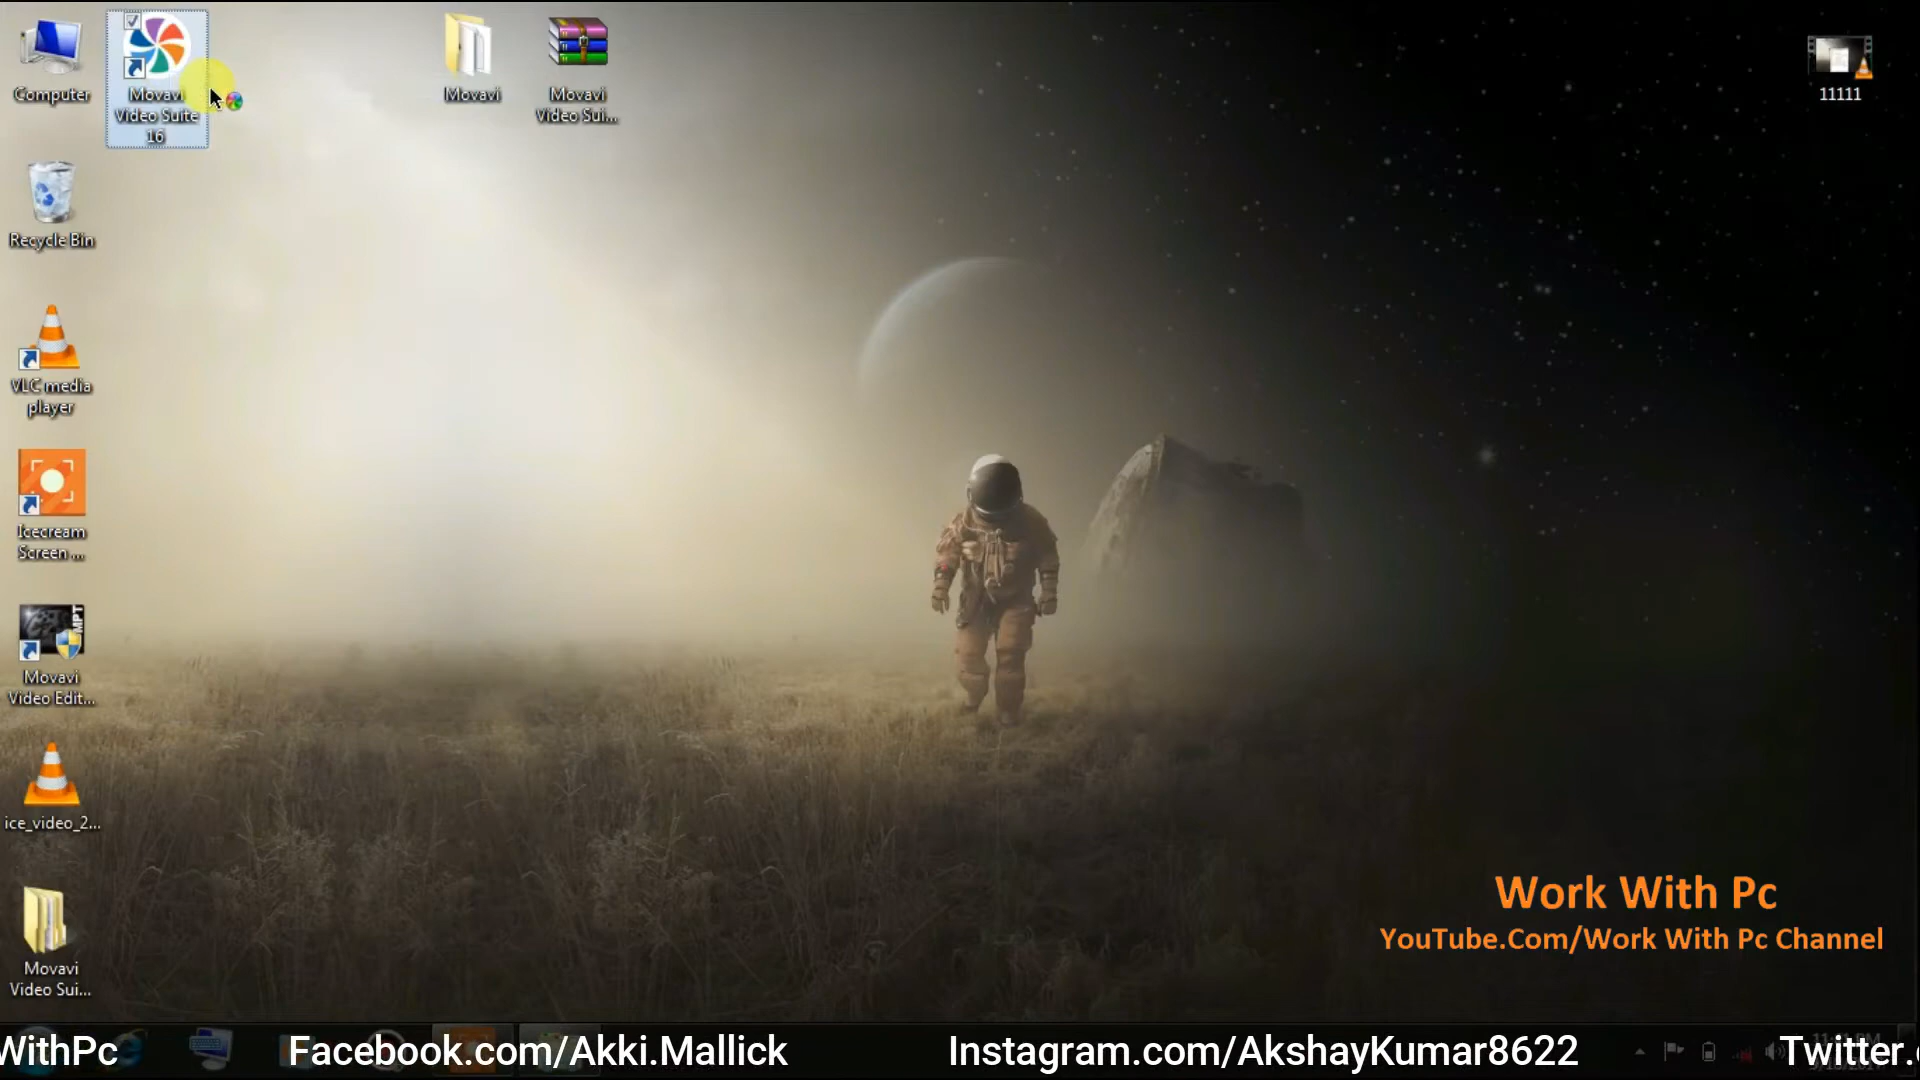 Computer
Movavi
Video Suite
16
Movavi
Movavi
Video Sui...
11111
Recycle Bin
VLC media
player
Icecream
Screen ...
MPT
Movavi
Video Edit...
ice_video_2...
Movavi
Video Sui...
Work With Pc
YouTube.Com/Work With Pc Channel
WithPc
Facebook.com/Akki.Mallick
Instagram.com/AkshayKumar8622
Twitter.